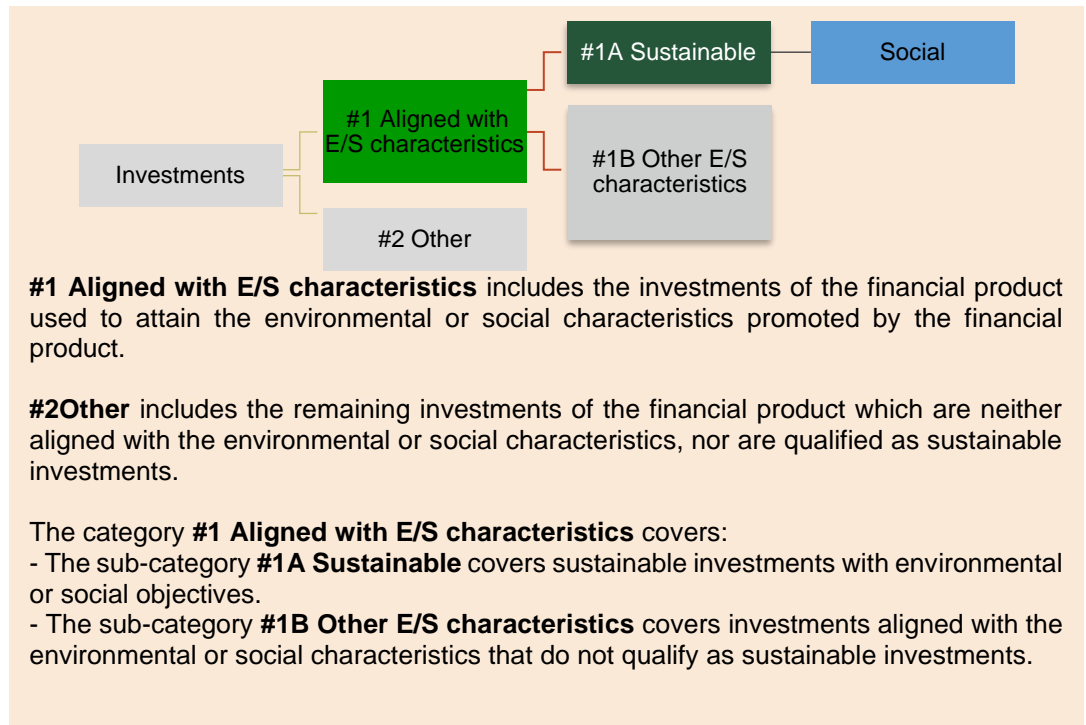 #1A Sustainable
Social
#1 Aligned with
E/S characteristics
#1B Other E/S
characteristics
Investments
#2 Other
#1 Aligned with E/S characteristics includes the investments of the financial product
used to attain the environmental or social characteristics promoted by the financial
product.
#2Other includes the remaining investments of the financial product which are neither
aligned with the environmental or social characteristics, nor are qualified as sustainable
investments.
The category #1 Aligned with E/S characteristics covers:
- The sub-category #1A Sustainable covers sustainable investments with environmental
or social objectives.
- The sub-category #1B Other E/S characteristics covers investments aligned with the
environmental or social characteristics that do not qualify as sustainable investments.